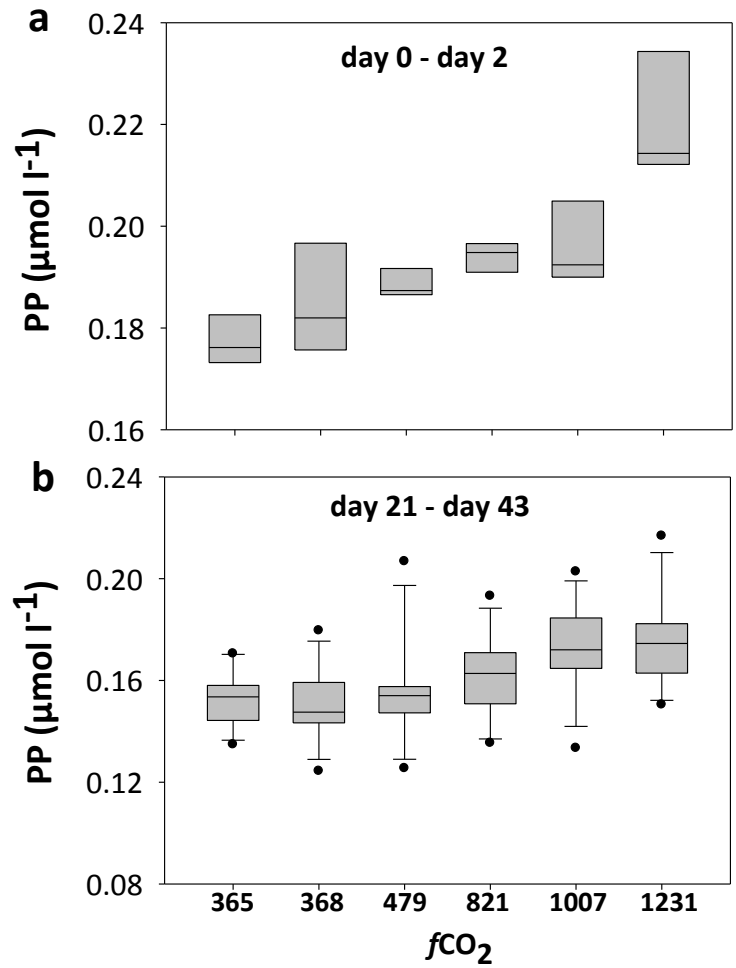 a
day 0 - day 2
PP (µmol l⁻¹)
0.24
0.22
0.20
0.18
0.16
b
day 21 - day 43
PP (µmol l⁻¹)
0.24
0.20
0.16
0.12
0.08
365 368 479 821 1007 1231
fCO₂